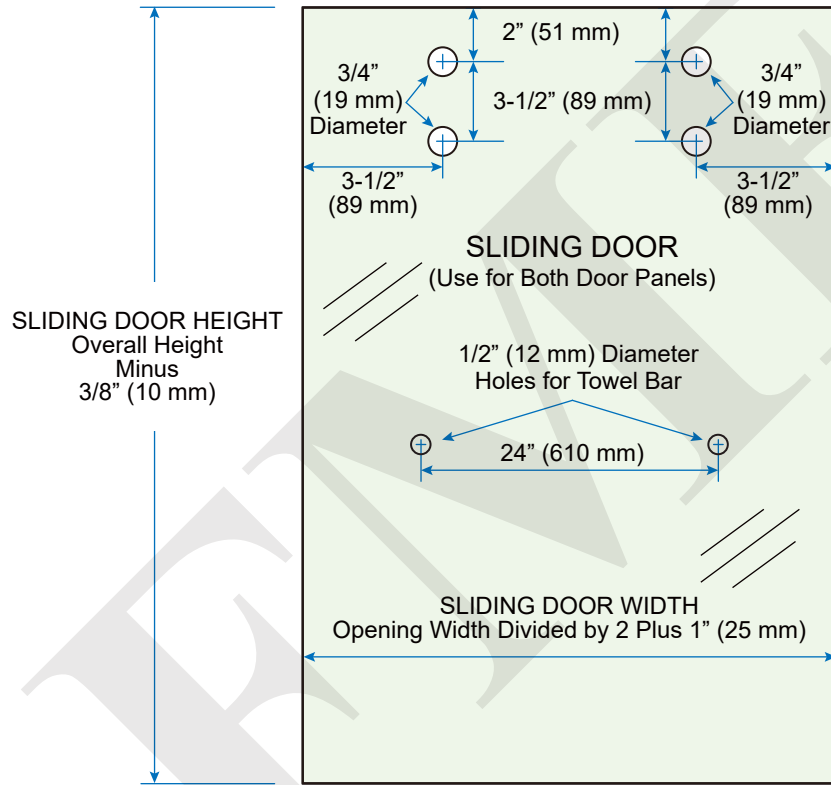 2” (51 mm)
3/4”
(19 mm)
Diameter
3-1/2” (89 mm)
3/4”
(19 mm)
Diameter
3-1/2”
(89 mm)
3-1/2”
(89 mm)
SLIDING DOOR
(Use for Both Door Panels)
SLIDING DOOR HEIGHT
Overall Height
Minus
3/8” (10 mm)
1/2” (12 mm) Diameter
Holes for Towel Bar
24” (610 mm)
SLIDING DOOR WIDTH
Opening Width Divided by 2 Plus 1” (25 mm)